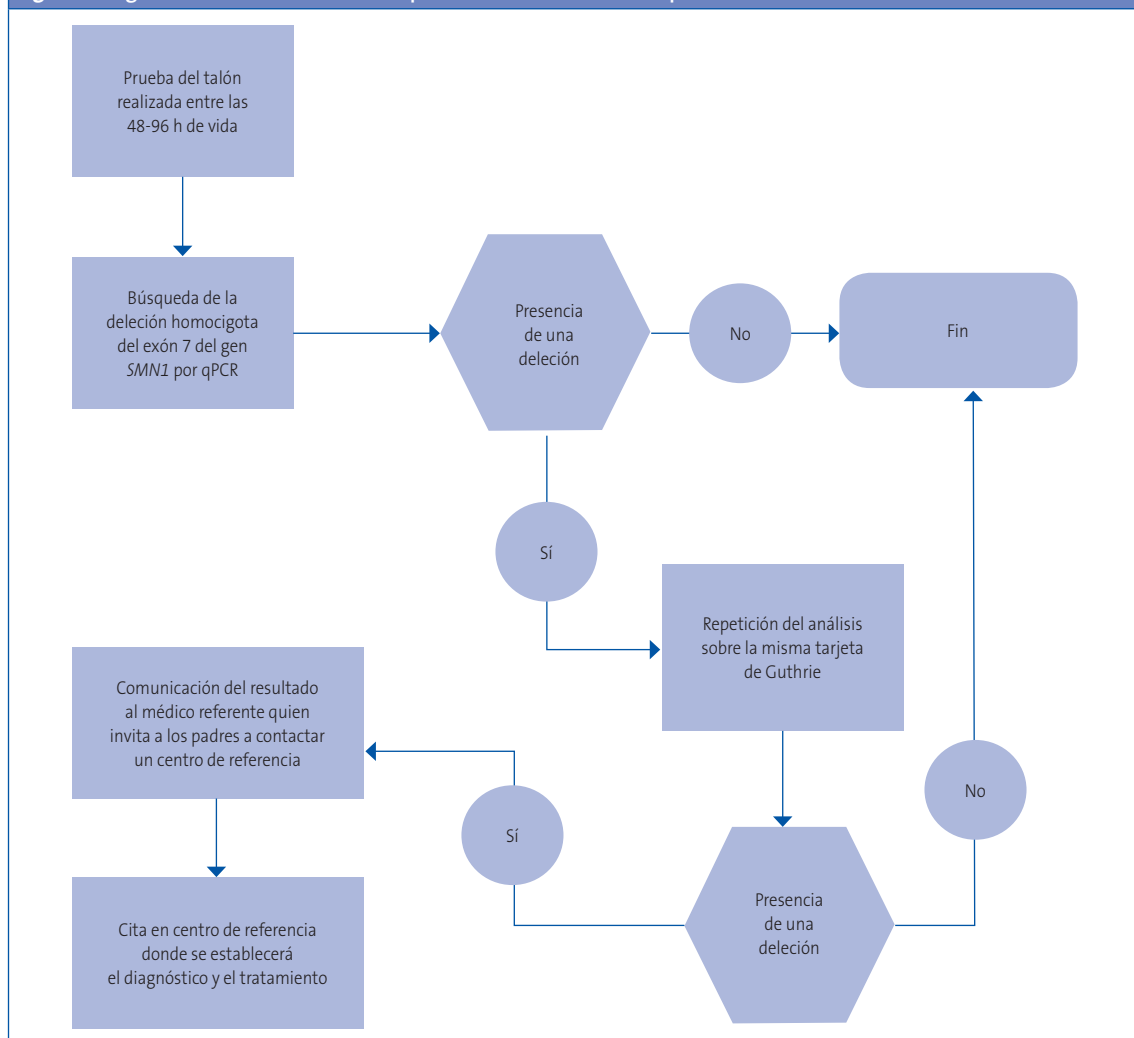 Prueba del talón
realizada entre las
48-96 h de vida
Búsqueda de la
deleción homocigota
del exón 7 del gen
SMN1 por qPCR
Presencia
de una
deleción
No
Fin
Sí
Repetición del análisis
sobre la misma tarjeta
de Guthrie
Comunicación del resultado
al médico referente quien
invita a los padres a contactar
un centro de referencia
Sí
No
Presencia
de una
deleción
Cita en centro de referencia
donde se establecerá
el diagnóstico y el tratamiento